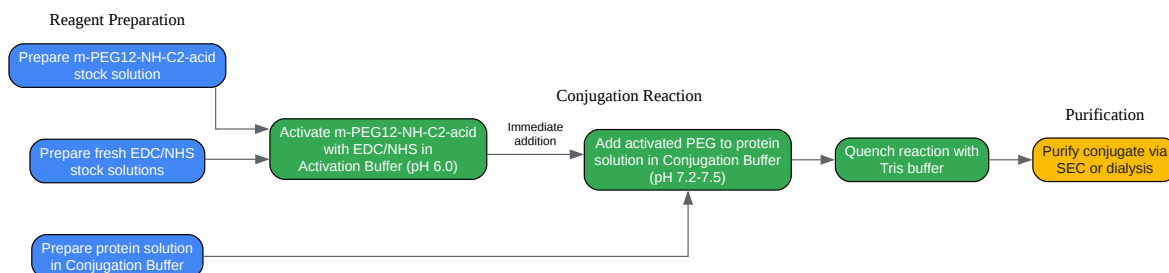 Reagent Preparation
Prepare m-PEG12-NH-C2-acid
stock solution
Prepare fresh EDC/NHS
stock solutions
Prepare protein solution
in Conjugation Buffer
Activate m-PEG12-NH-C2-acid
with EDC/NHS in
Activation Buffer (pH 6.0)
Immediate
addition
Conjugation Reaction
Add activated PEG to protein
solution in Conjugation Buffer
(pH 7.2-7.5)
Quench reaction with
Tris buffer
Purification
Purify conjugate via
SEC or dialysis